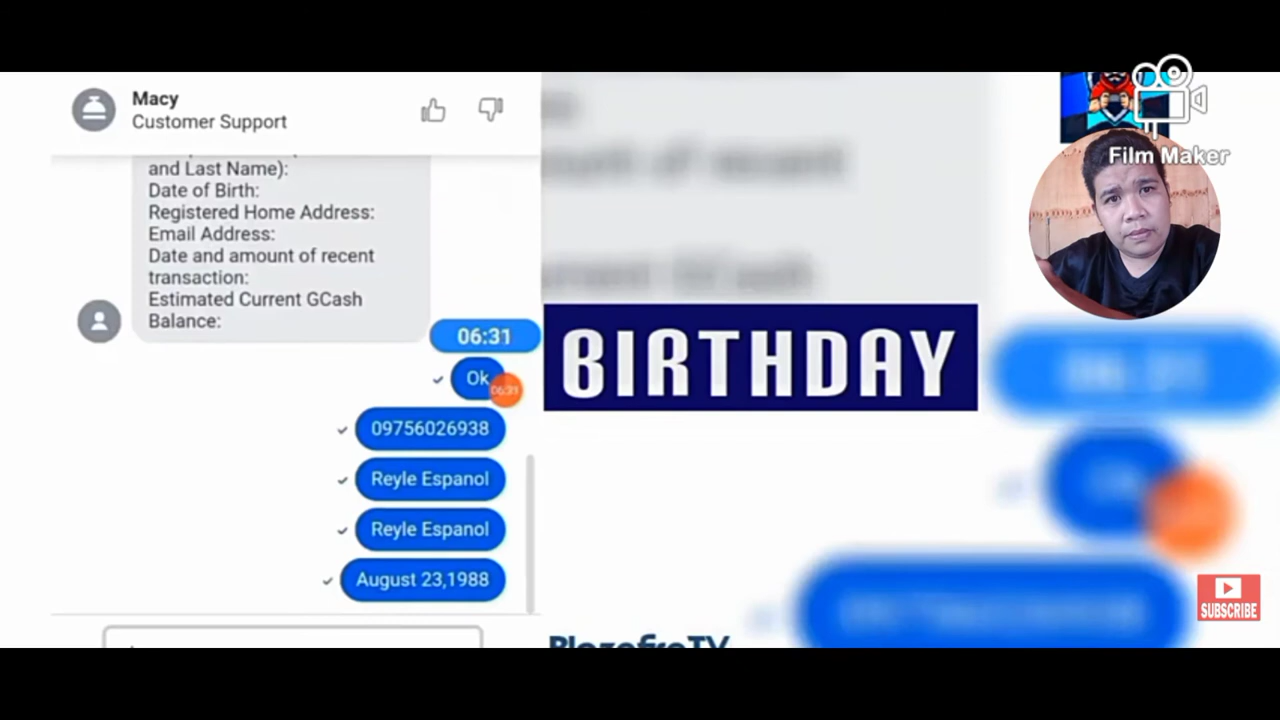 Macy
Customer Support
and Last Name):
Date of Birth:
Registered Home Address:
Email Address:
Date and amount of recent
transaction:
Estimated Current GCash
Balance:
06:31
Ok
06:31
09756026938
Reyle Espanol
Reyle Espanol
August 23,1988
BIRTHDAY
Film Maker
SUBSCRIBE